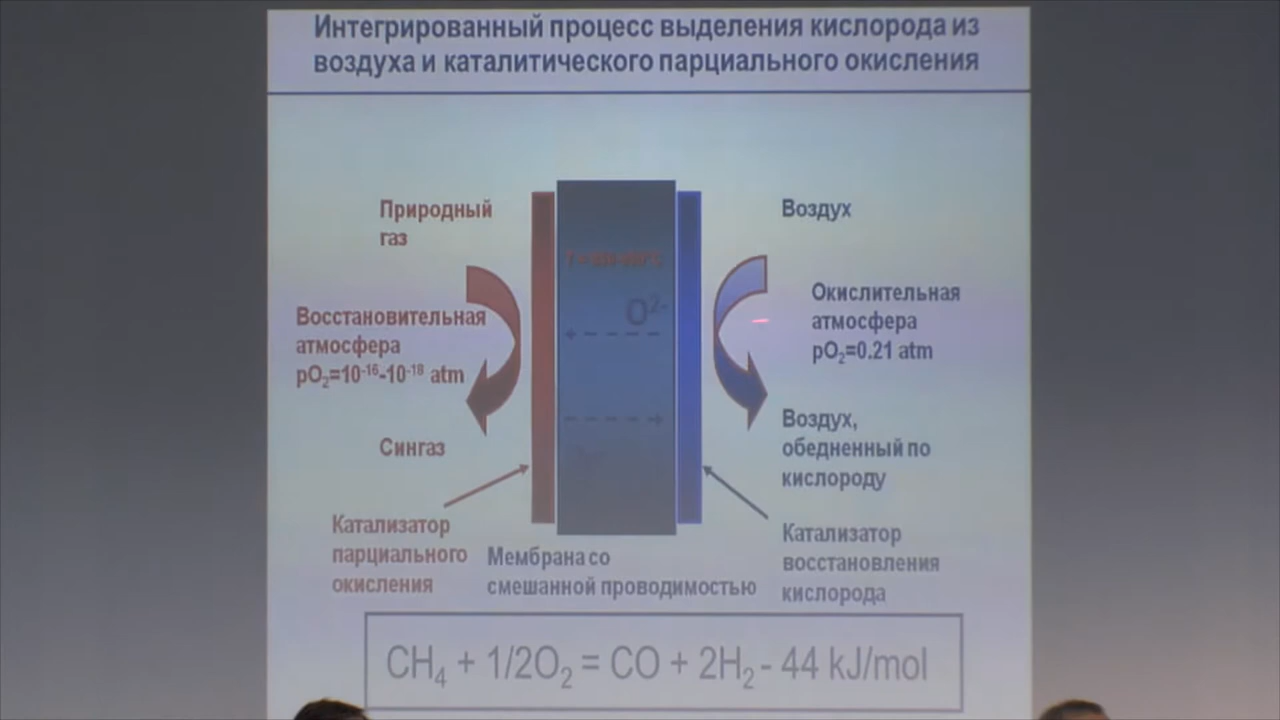 Интегрированный процесс выделения кислорода из
воздуха и каталитического парциального окисления
Природный
газ
Восстановительная
атмосфера
pO₂=10⁻¹⁶-10⁻¹⁸ atm
Сингаз
Катализатор
парциального
окисления
O²⁻
Мембрана со
смешанной проводимостью
Воздух
Окислительная
атмосфера
pO₂=0.21 atm
Воздух,
обедненный по
кислороду
Катализатор
восстановления
кислорода
CH₄ + 1/2O₂ = CO + 2H₂ - 44 kJ/mol